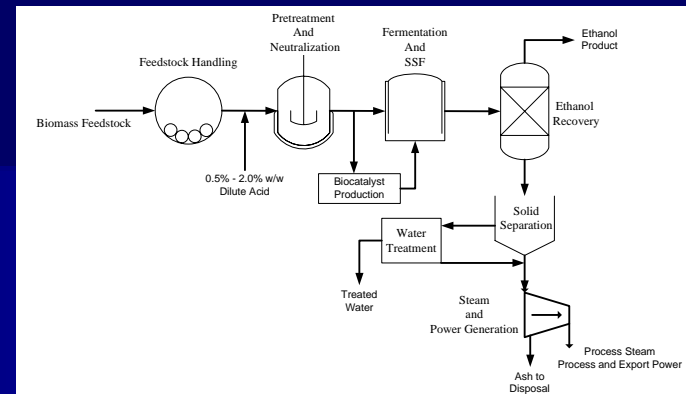 Pretreatment
And
Neutralization
Fermentation
And
SSF
Ethanol
Product
Feedstock Handling
Biomass Feedstock
Ethanol
Recovery
0.5% - 2.0% w/w
Dilute Acid
Biocatalyst
Production
Solid
Separation
Water
Treatment
Treated
Water
Steam
and
Power Generation
Process Steam
Process and Export Power
Ash to
Disposal